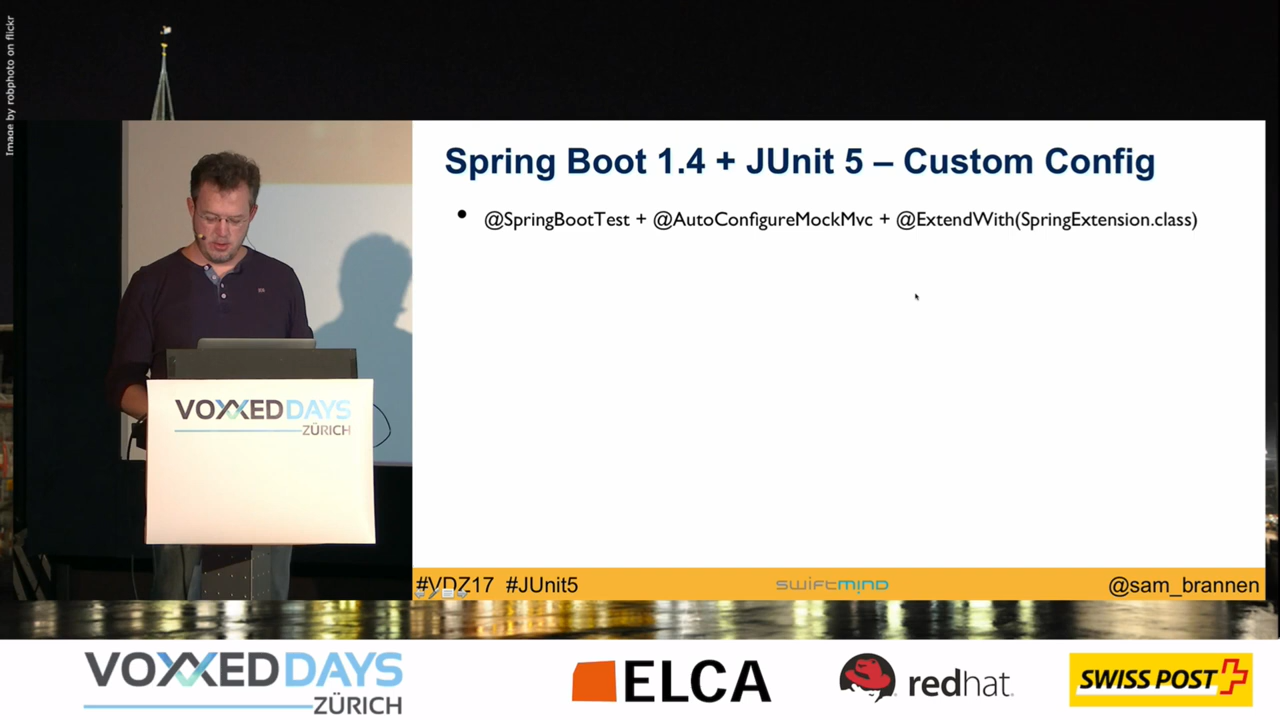 Image by robphoto on flickr
Spring Boot 1.4 + JUnit 5 – Custom Config
• @SpringBootTest + @AutoConfigureMockMvc + @ExtendWith(SpringExtension.class)
VOXXED DAYS
ZÜRICH
#VDZ17 #JUnit5
swiftmind
@sam_brannen
VOXXED DAYS
ZÜRICH
ELCA
redhat.
SWISS POST